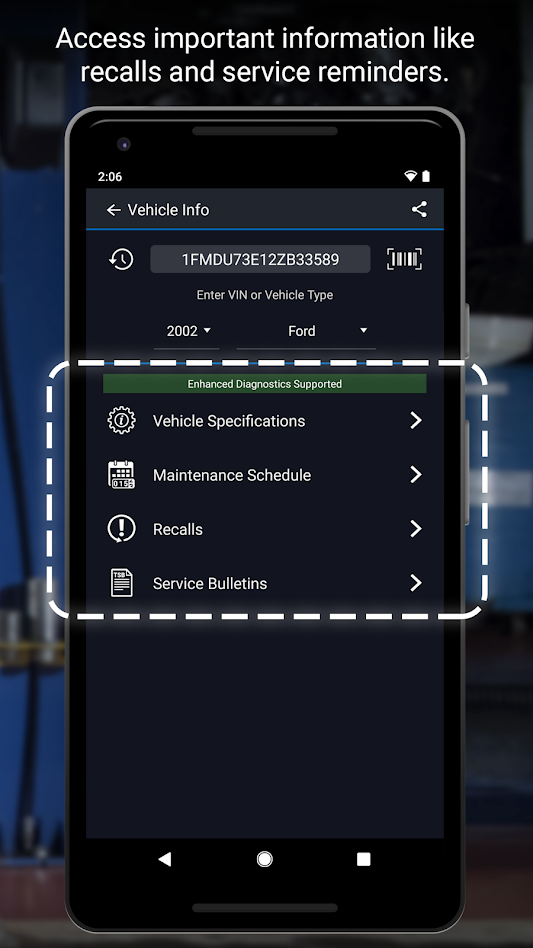 Access important information like
recalls and service reminders.
2:06
Vehicle Info
1FMDU73E12ZB33589
Enter VIN or Vehicle Type
2002 Ford
Enhanced Diagnostics Supported
Vehicle Specifications
015
Maintenance Schedule
Recalls
TSB
Service Bulletins